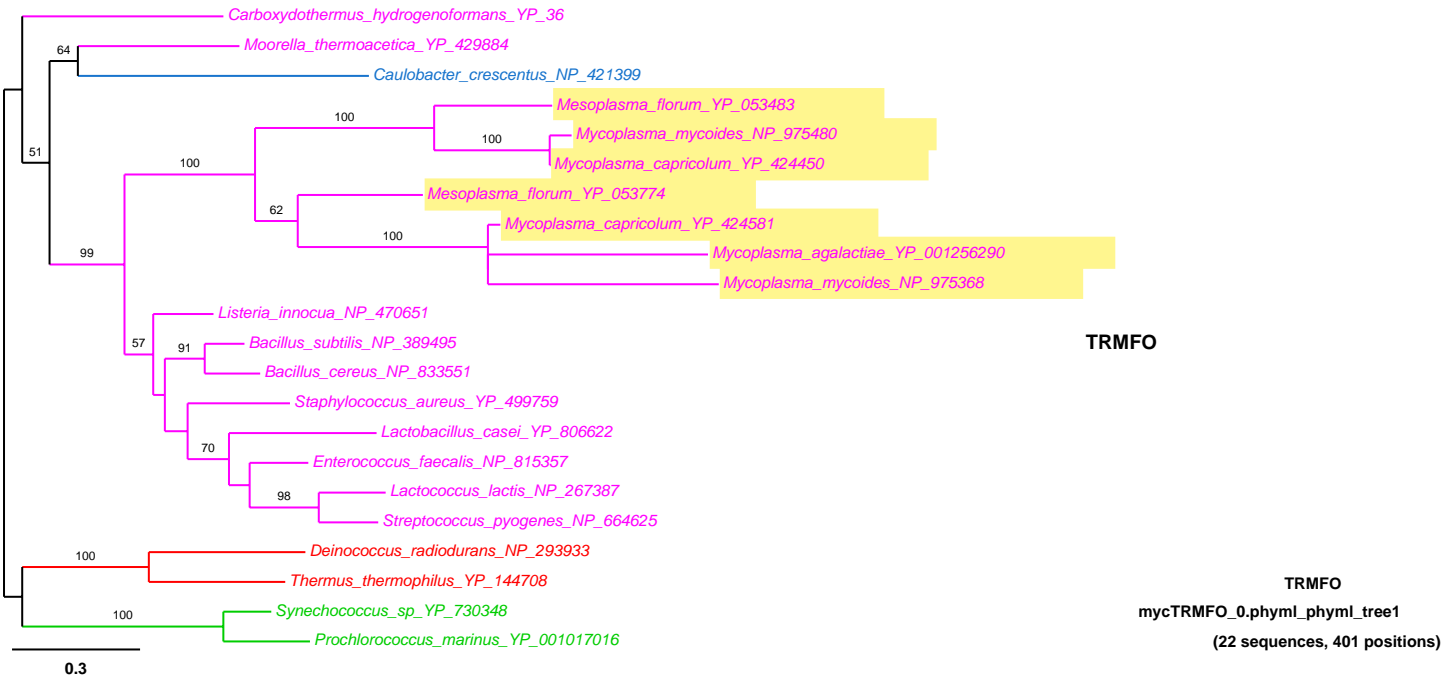 Carboxydothermus_hydrogenoformans_YP_36
64
Moorella_thermoacetica_YP_429884
Caulobacter_crescentus_NP_421399
Mesoplasma_florum_YP_053483
100
Mycoplasma_mycoides_NP_975480
100
51
100
Mycoplasma_capricolum_YP_424450
Mesoplasma_florum_YP_053774
62
Mycoplasma_capricolum_YP_424581
100
99
Mycoplasma_agalactiae_YP_001256290
Mycoplasma_mycoides_NP_975368
Listeria_innocua_NP_470651
57
91
Bacillus_subtilis_NP_389495
TRMFO
Bacillus_cereus_NP_833551
Staphylococcus_aureus_YP_499759
Lactobacillus_casei_YP_806622
70
Enterococcus_faecalis_NP_815357
98
Lactococcus_lactis_NP_267387
Streptococcus_pyogenes_NP_664625
Deinococcus_radiodurans_NP_293933
100
Thermus_thermophilus_YP_144708
TRMFO
Synechococcus_sp_YP_730348
mycTRMFO_0.phyml_phyml_tree1
100
Prochlorococcus_marinus_YP_001017016
(22 sequences, 401 positions)
0.3